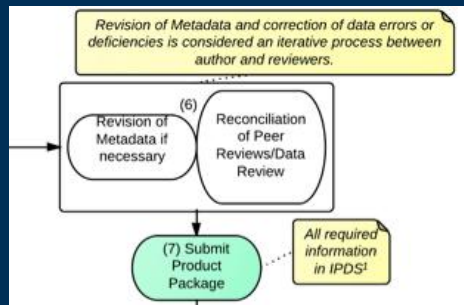 Revision of Metadata and correction of data errors or
deficiencies is considered an iterative process between
author and reviewers.
(6)
Revision of
Metadata if
necessary
Reconciliation
of Peer
Reviews/Data
Review
(7) Submit
Product
Package
All required
information
in IPDS¹